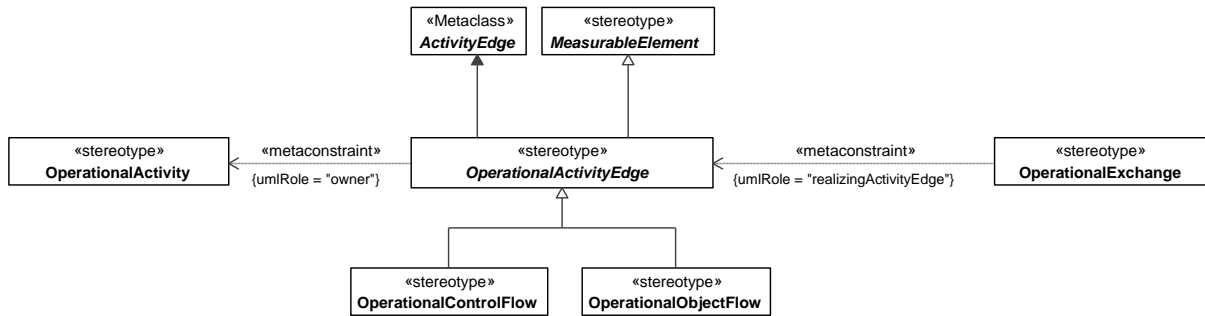 «Metaclass»
ActivityEdge
«stereotype»
MeasurableElement
«stereotype»
OperationalActivity
«metaconstraint»
{umlRole = "owner"}
«stereotype»
OperationalActivityEdge
«metaconstraint»
{umlRole = "realizingActivityEdge"}
«stereotype»
OperationalExchange
«stereotype»
OperationalControlFlow
«stereotype»
OperationalObjectFlow